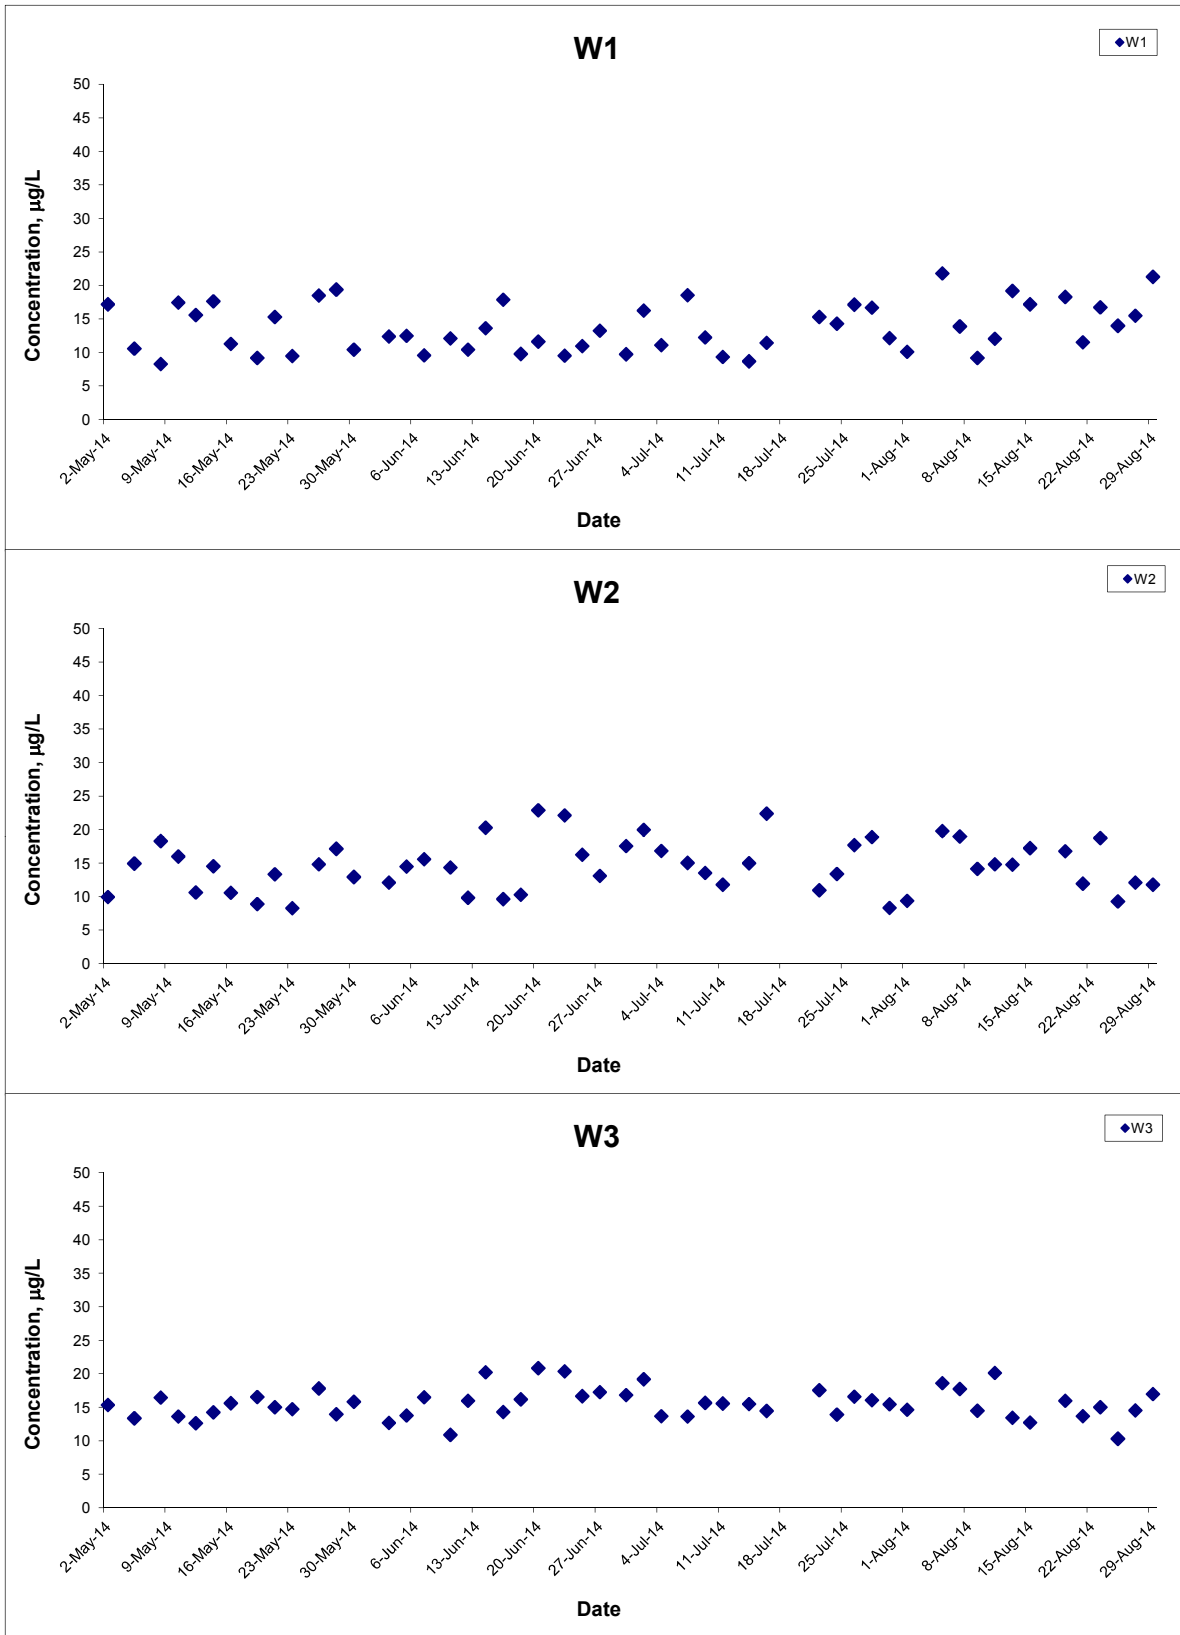 W1
W1
50
45
40
35
30
25
20
15
10
5
0
Concentration, µg/L
2-May-14
9-May-14
16-May-14
23-May-14
30-May-14
6-Jun-14
13-Jun-14
20-Jun-14
27-Jun-14
4-Jul-14
11-Jul-14
18-Jul-14
25-Jul-14
1-Aug-14
8-Aug-14
15-Aug-14
22-Aug-14
29-Aug-14
Date
W2
W2
50
45
40
35
30
25
20
15
10
5
0
Concentration, µg/L
2-May-14
9-May-14
16-May-14
23-May-14
30-May-14
6-Jun-14
13-Jun-14
20-Jun-14
27-Jun-14
4-Jul-14
11-Jul-14
18-Jul-14
25-Jul-14
1-Aug-14
8-Aug-14
15-Aug-14
22-Aug-14
29-Aug-14
Date
W3
W3
50
45
40
35
30
25
20
15
10
5
0
Concentration, µg/L
2-May-14
9-May-14
16-May-14
23-May-14
30-May-14
6-Jun-14
13-Jun-14
20-Jun-14
27-Jun-14
4-Jul-14
11-Jul-14
18-Jul-14
25-Jul-14
1-Aug-14
8-Aug-14
15-Aug-14
22-Aug-14
29-Aug-14
Date